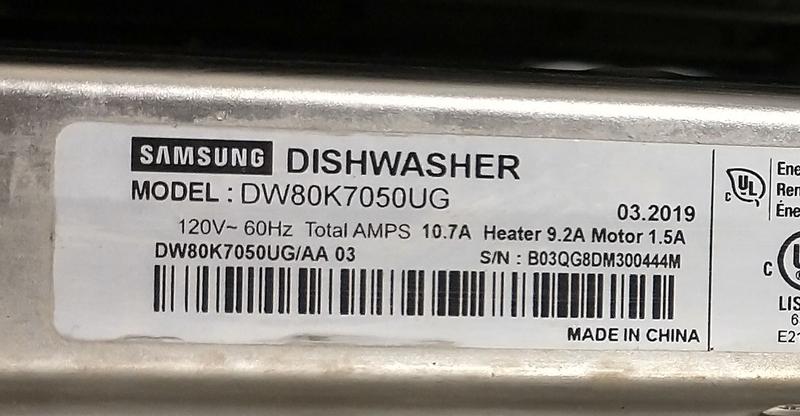 SAMSUNG DISHWASHER
MODEL : DW80K7050UG
03.2019
120V~ 60Hz Total AMPS 10.7A Heater 9.2A Motor 1.5A
DW80K7050UG/AA 03 S/N : B03QG8DM300444M
MADE IN CHINA
C UL
C